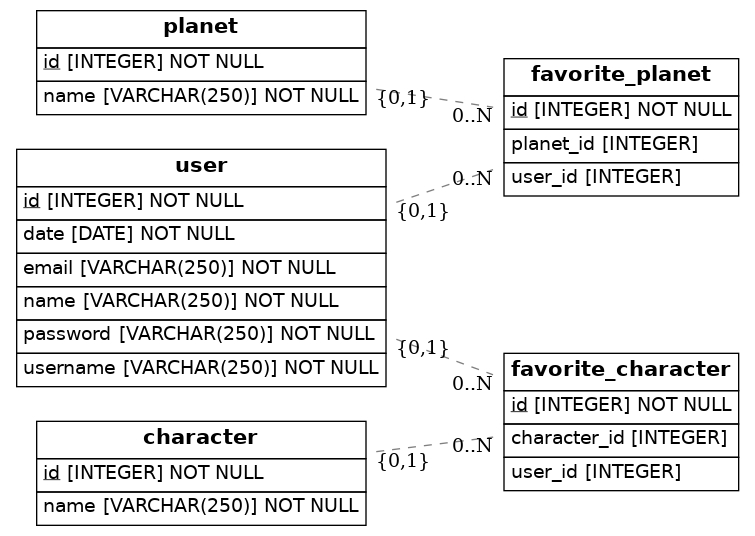 planet
id [INTEGER] NOT NULL
name [VARCHAR(250)] NOT NULL
{0,1}
0..N
favorite_planet
id [INTEGER] NOT NULL
planet_id [INTEGER]
user_id [INTEGER]
user
id [INTEGER] NOT NULL
date [DATE] NOT NULL
email [VARCHAR(250)] NOT NULL
name [VARCHAR(250)] NOT NULL
password [VARCHAR(250)] NOT NULL
username [VARCHAR(250)] NOT NULL
0..N
{0,1}
{0,1}
0..N
favorite_character
id [INTEGER] NOT NULL
character_id [INTEGER]
user_id [INTEGER]
character
id [INTEGER] NOT NULL
name [VARCHAR(250)] NOT NULL
0..N
{0,1}